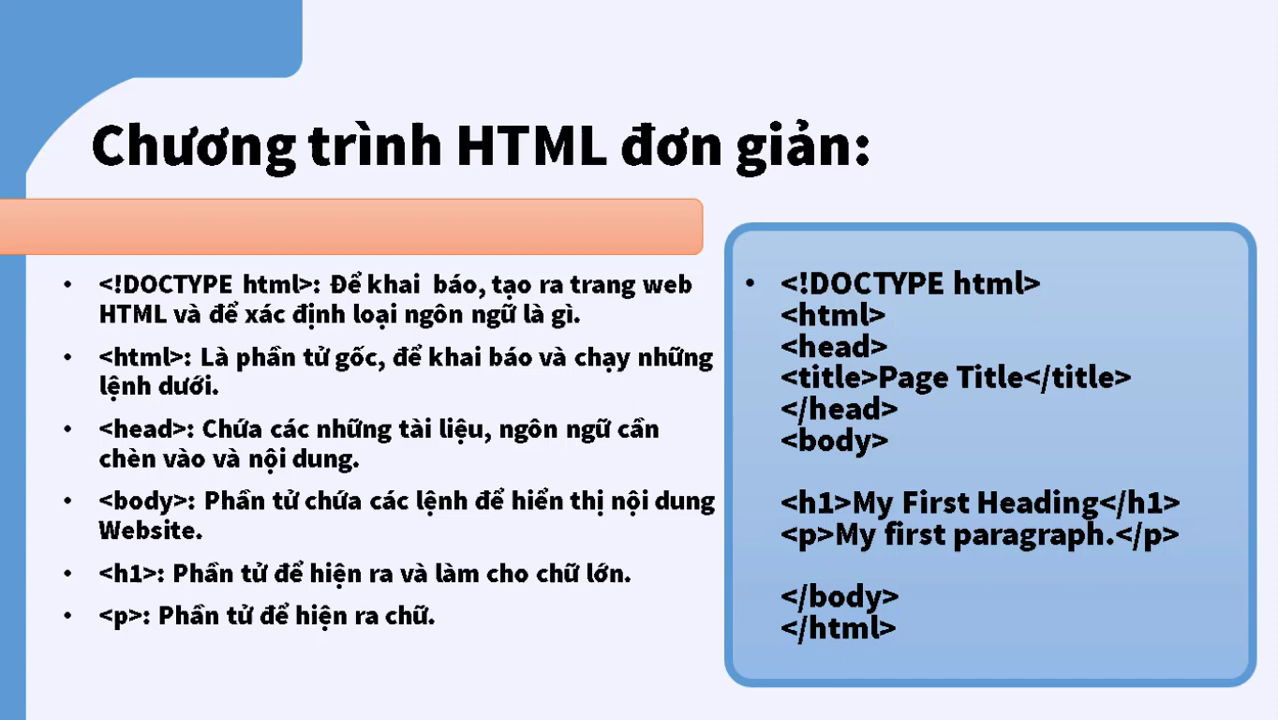 Chương trình HTML đơn giản:
• <!DOCTYPE html>: Để khai báo, tạo ra trang web
HTML và để xác định loại ngôn ngữ là gì.
• <html>: Là phần tử gốc, để khai báo và chạy những
lệnh dưới.
• <head>: Chứa các những tài liệu, ngôn ngữ cần
chèn vào và nội dung.
• <body>: Phần tử chứa các lệnh để hiển thị nội dung
Website.
• <h1>: Phần tử để hiện ra và làm cho chữ lớn.
• <p>: Phần tử để hiện ra chữ.
• <!DOCTYPE html>
<html>
<head>
<title>Page Title</title>
</head>
<body>
<h1>My First Heading</h1>
<p>My first paragraph.</p>
</body>
</html>